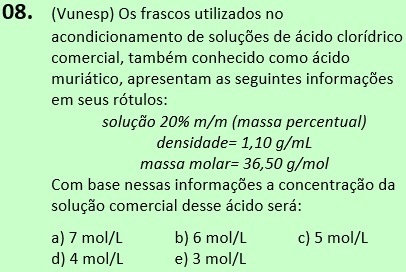 08. (Vunesp) Os frascos utilizados no
acondicionamento de soluções de ácido clorídrico
comercial, também conhecido como ácido
muriático, apresentam as seguintes informações
em seus rótulos:
solução 20% m/m (massa percentual)
densidade= 1,10 g/mL
massa molar= 36,50 g/mol
Com base nessas informações a concentração da
solução comercial desse ácido será:
a) 7 mol/L b) 6 mol/L c) 5 mol/L
d) 4 mol/L e) 3 mol/L